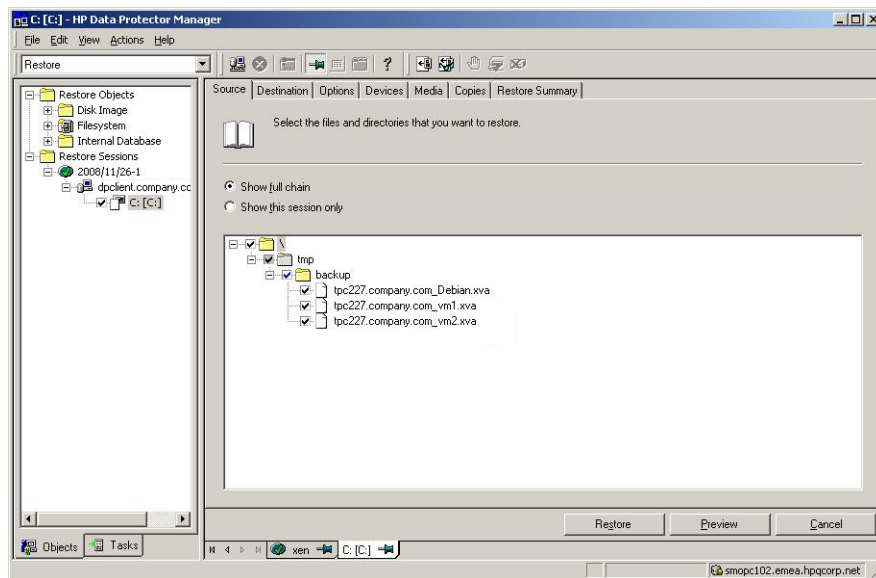 C: [C:] - HP Data Protector Manager
File Edit View Actions Help
Restore
Restore Objects
Disk Image
Filesystem
Internal Database
Restore Sessions
2008/11/26-1
dpclient.company.cc
C: [C:]
Objects Tasks
Source Destination Options Devices Media Copies Restore Summary
Select the files and directories that you want to restore.
Show full chain
Show this session only
\
tmp
backup
tpc227.company.com_Debian.xva
tpc227.company.com_vm1.xva
tpc227.company.com_vm2.xva
Restore Preview Cancel
xen C: [C:]
smopc102.emea.hpqcorp.net